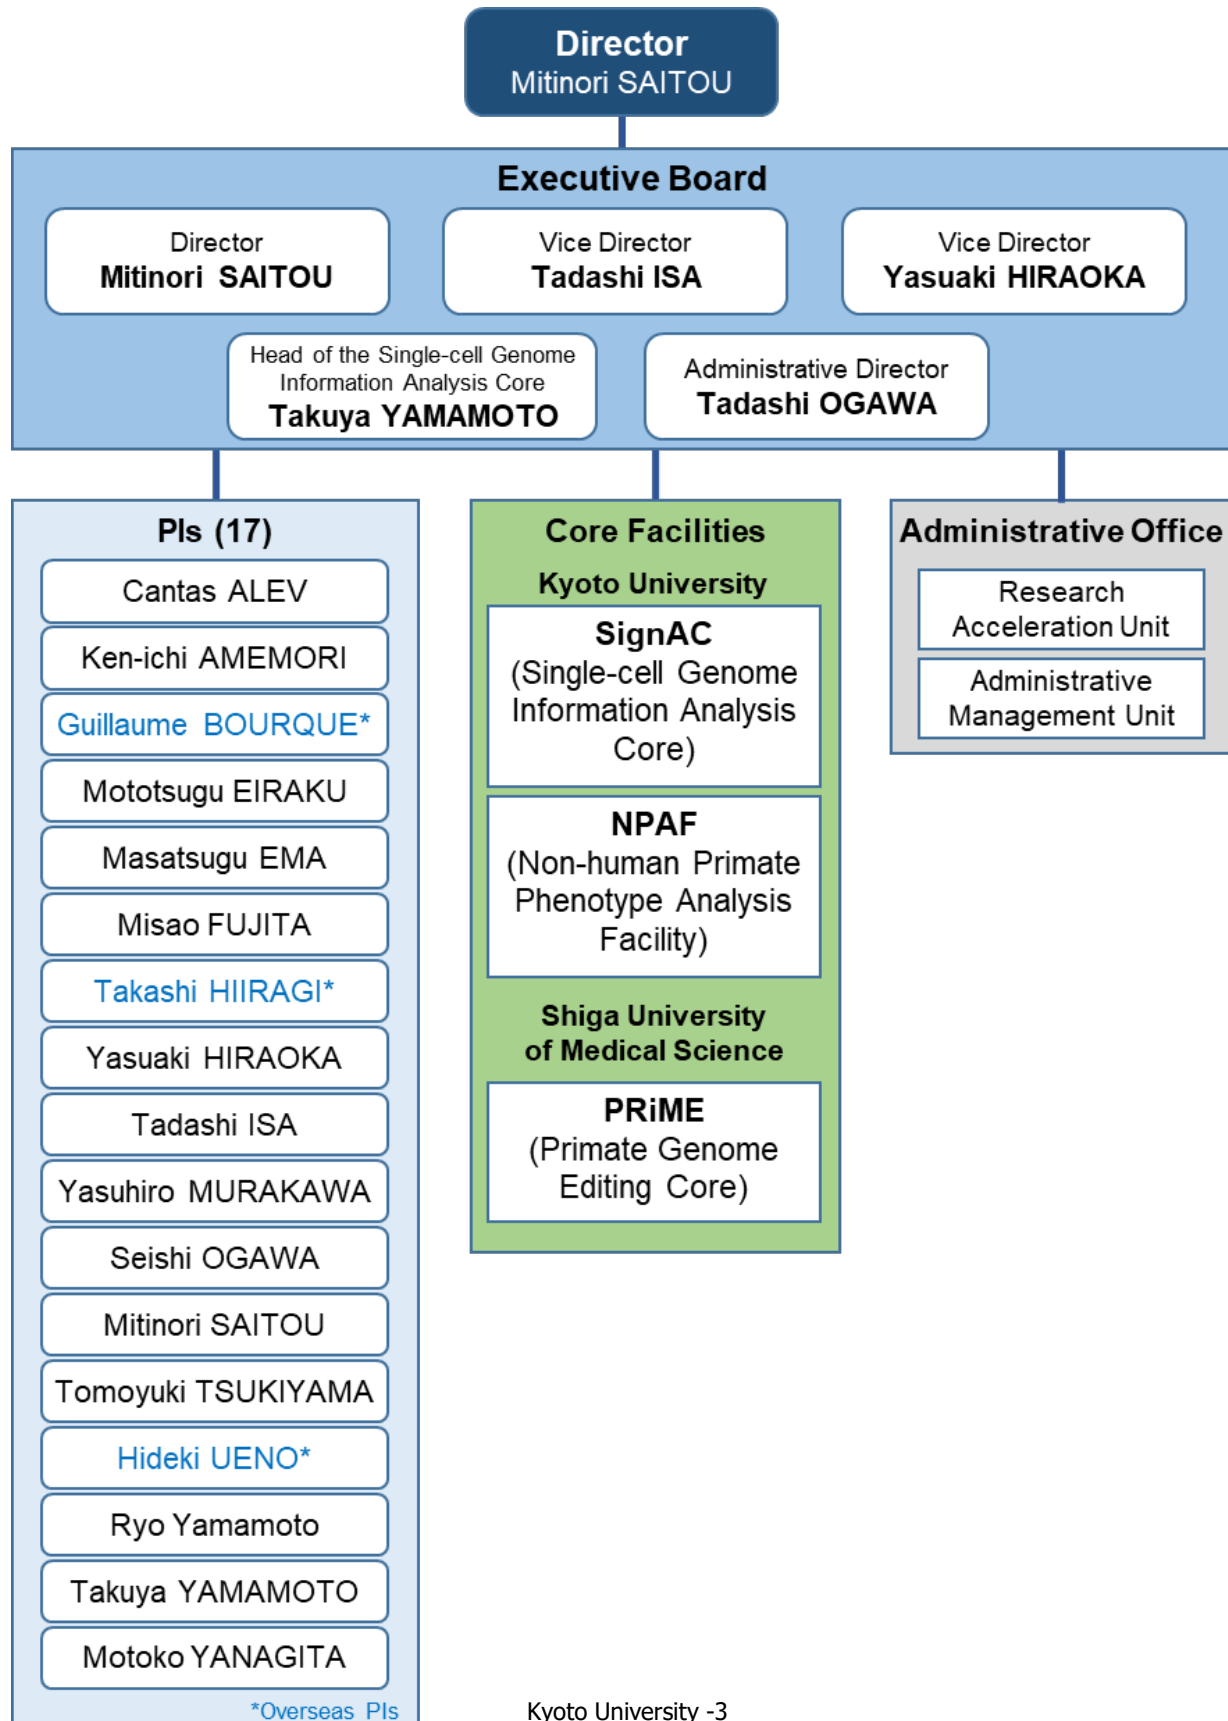 Director
Mitinori SAITOU
Executive Board
Director
Mitinori SAITOU
Vice Director
Tadashi ISA
Vice Director
Yasuaki HIRAOKA
Head of the Single-cell Genome
Information Analysis Core
Takuya YAMAMOTO
Administrative Director
Tadashi OGAWA
PIs (17)
Cantas ALEV
Ken-ichi AMEMORI
Guillaume BOURQUE*
Mototsugu EIRAKU
Masatsugu EMA
Misao FUJITA
Takashi HIIRAGI*
Yasuaki HIRAOKA
Tadashi ISA
Yasuhiro MURAKAWA
Seishi OGAWA
Mitinori SAITOU
Tomoyuki TSUKIYAMA
Hideki UENO*
Ryo Yamamoto
Takuya YAMAMOTO
Motoko YANAGITA
*Overseas PIs
Core Facilities
Kyoto University
SignAC
(Single-cell Genome
Information Analysis
Core)
NPAF
(Non-human Primate
Phenotype Analysis
Facility)
Shiga University
of Medical Science
PRiME
(Primate Genome
Editing Core)
Administrative Office
Research
Acceleration Unit
Administrative
Management Unit
Kyoto University -3